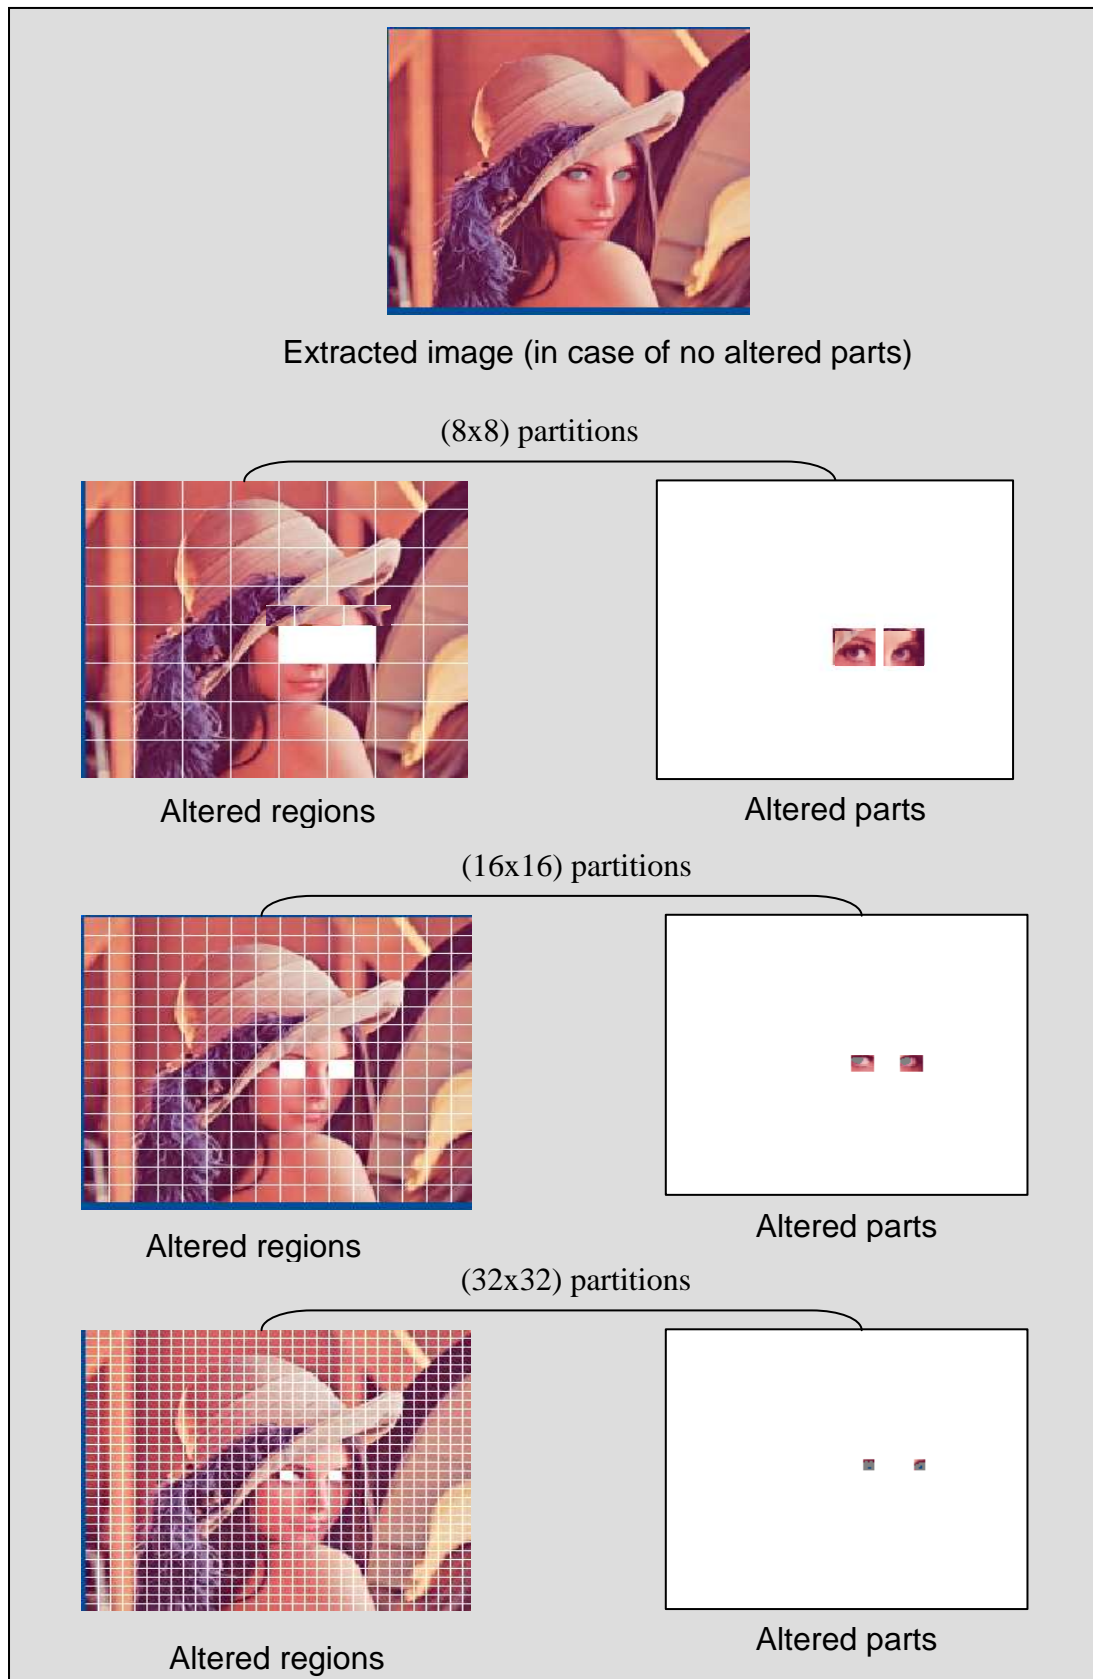 Extracted image (in case of no altered parts)
(8x8) partitions
Altered regions
Altered parts
(16x16) partitions
Altered regions
Altered parts
(32x32) partitions
Altered regions
Altered parts